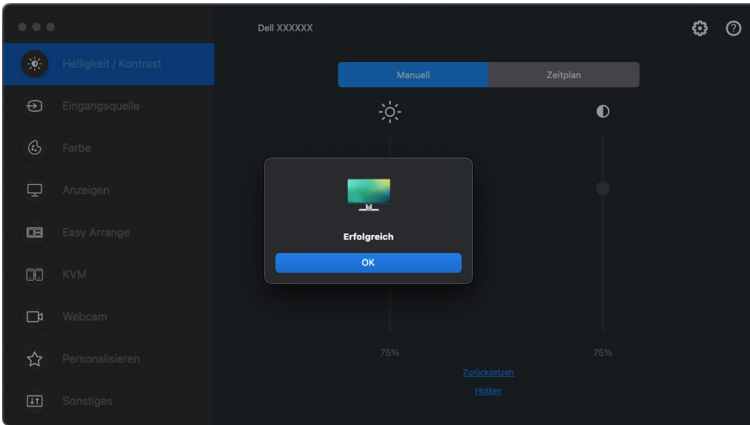 Dell XXXXXX
Helligkeit / Kontrast
Eingangsquelle
Farbe
Anzeigen
Easy Arrange
KVM
Webcam
Personalisieren
Sonstiges
Manuell
Zeitplan
Erfolgreich
OK
75%
75%
Zurücksetzen
Hotkey